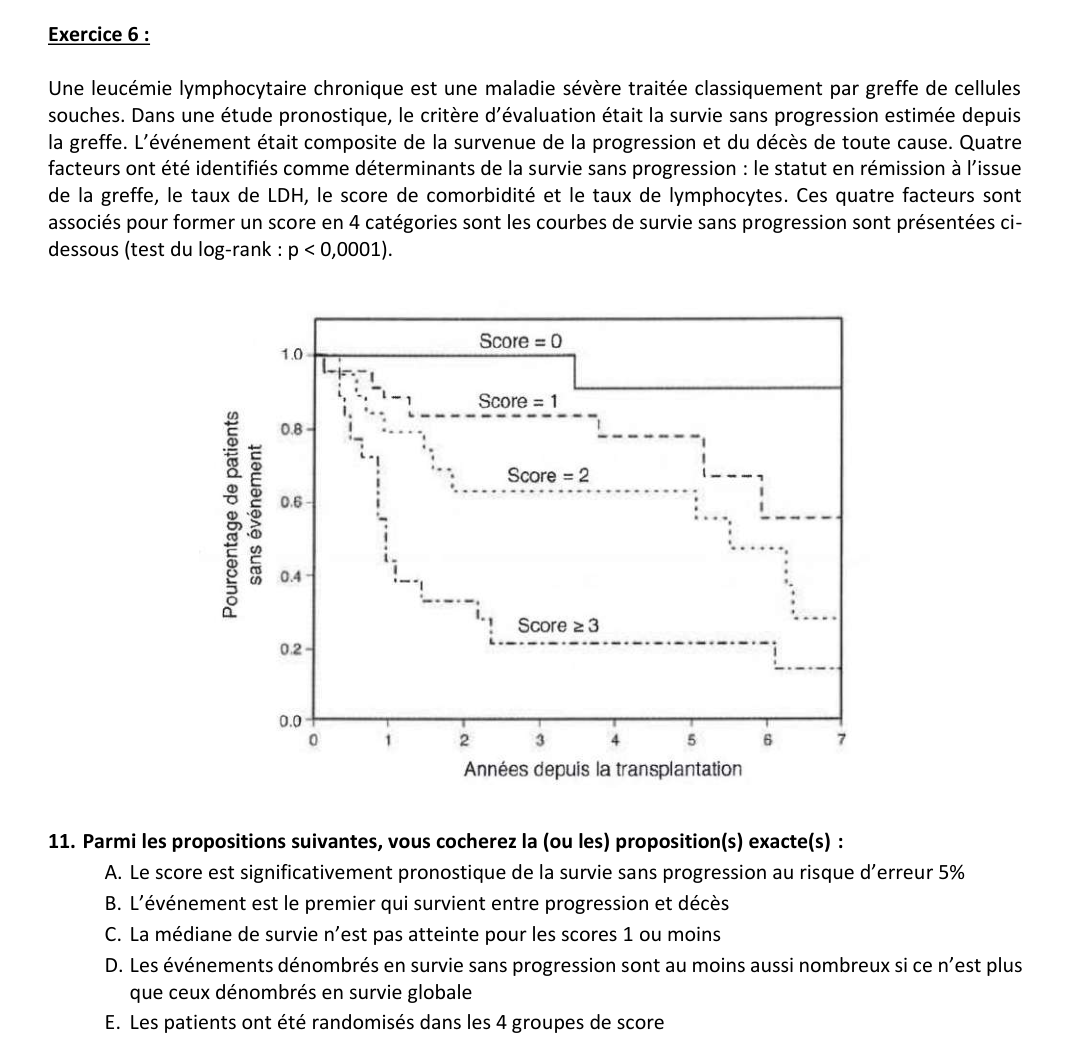 Exercice 6 :
Une leucémie lymphocytaire chronique est une maladie sévère traitée classiquement par greffe de cellules
souches. Dans une étude pronostique, le critère d’évaluation était la survie sans progression estimée depuis
la greffe. L’événement était composite de la survenue de la progression et du décès de toute cause. Quatre
facteurs ont été identifiés comme déterminants de la survie sans progression : le statut en rémission à l’issue
de la greffe, le taux de LDH, le score de comorbidité et le taux de lymphocytes. Ces quatre facteurs sont
associés pour former un score en 4 catégories sont les courbes de survie sans progression sont présentées ci-
dessous (test du log-rank : p < 0,0001).
Score = 0
1.0
Score = 1
0.8
Score = 2
0.6
0.4
Score ≥ 3
0.2
0.0
Pourcentage de patients
sans événement
0 1 2 3 4 5 6 7
Années depuis la transplantation
11. Parmi les propositions suivantes, vous cocherez la (ou les) proposition(s) exacte(s) :
A. Le score est significativement pronostique de la survie sans progression au risque d’erreur 5%
B. L’événement est le premier qui survient entre progression et décès
C. La médiane de survie n’est pas atteinte pour les scores 1 ou moins
D. Les événements dénombrés en survie sans progression sont au moins aussi nombreux si ce n’est plus
que ceux dénombrés en survie globale
E. Les patients ont été randomisés dans les 4 groupes de score